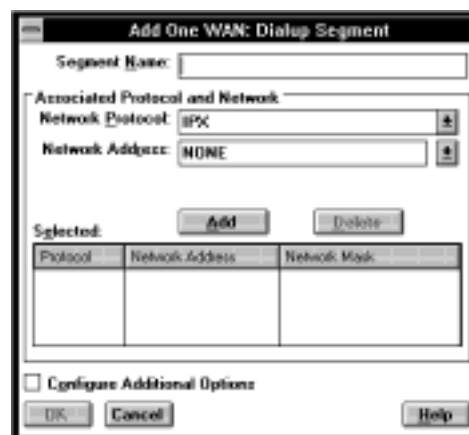 Add One WAN: Dialup Segment
Segment Name:
Associated Protocol and Network
Network Protocol: IPX
Network Address: NONE
Add Delete
Selected:
Protocol Network Address Network Mask
Configure Additional Options
OK Cancel Help